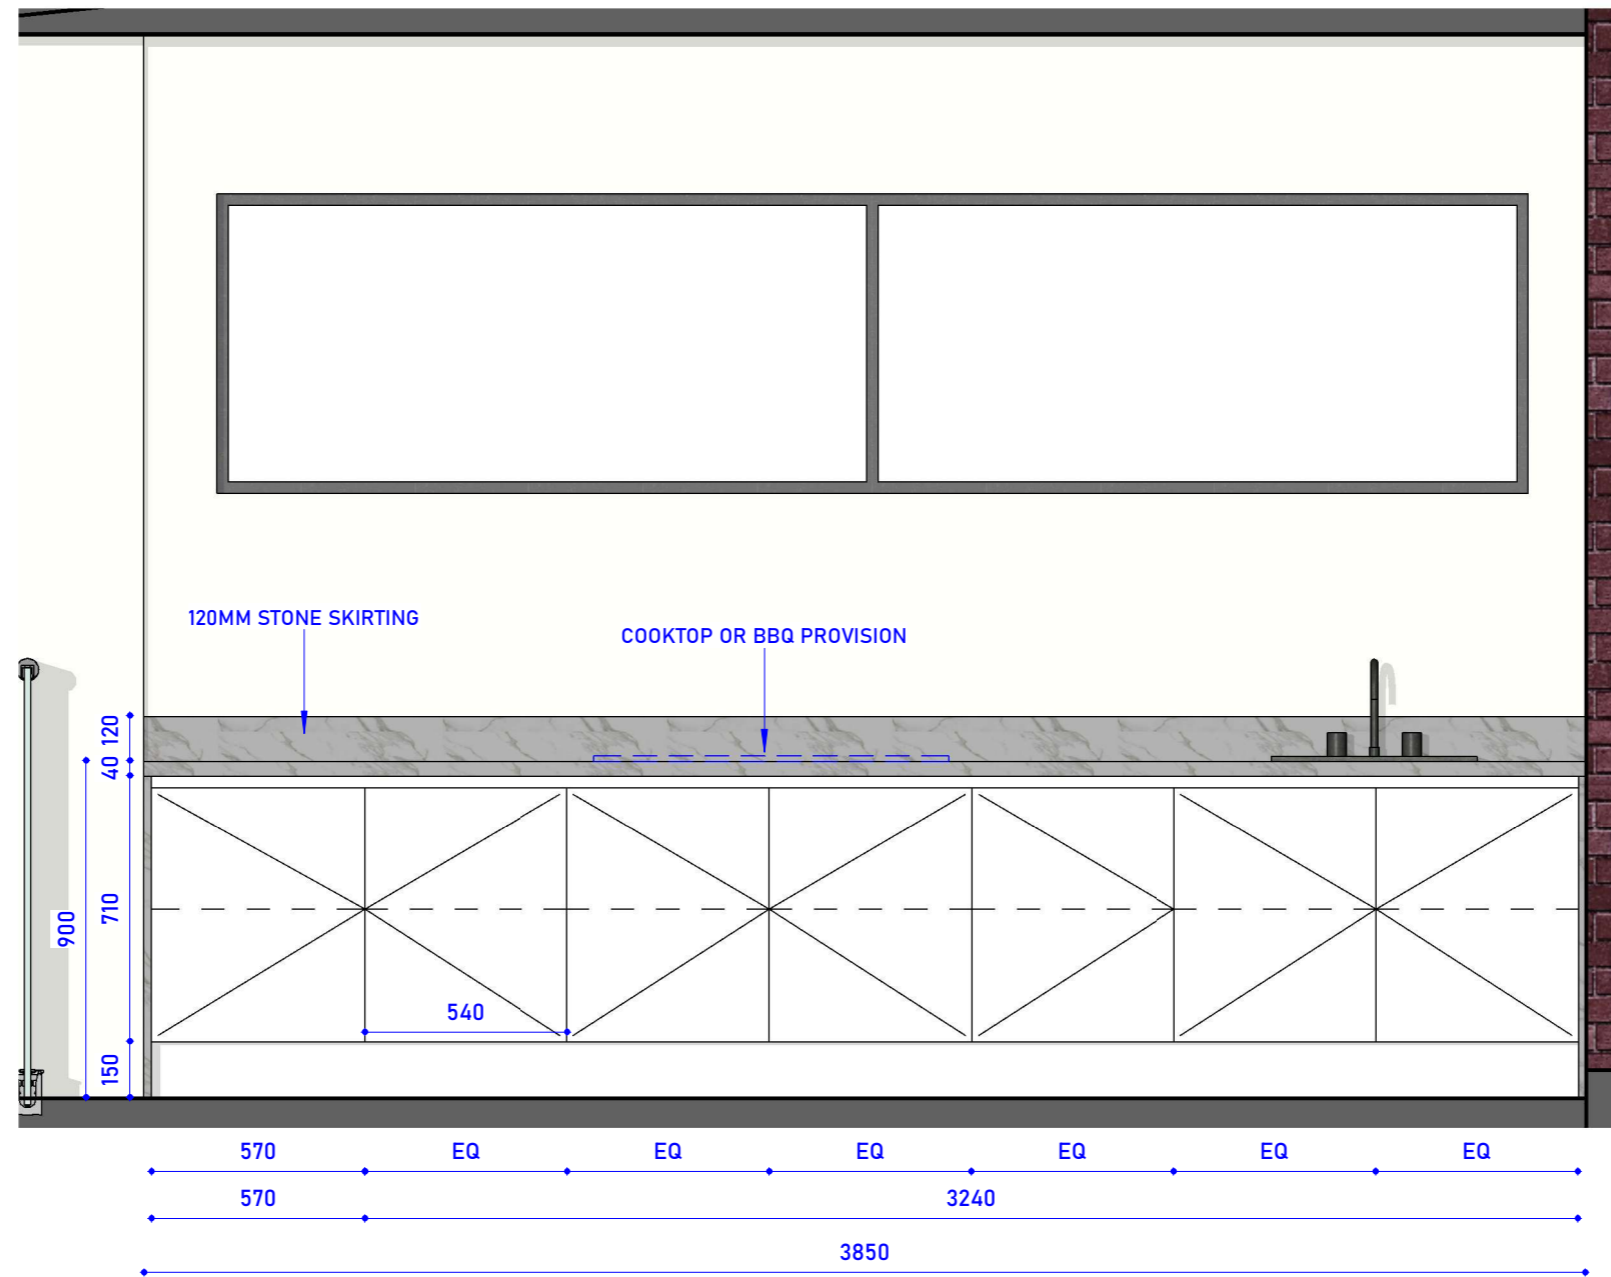 120MM STONE SKIRTING
COOKTOP OR BBQ PROVISION
120
40
710
900
540
150
570 EQ EQ EQ EQ EQ EQ
570 3240
3850